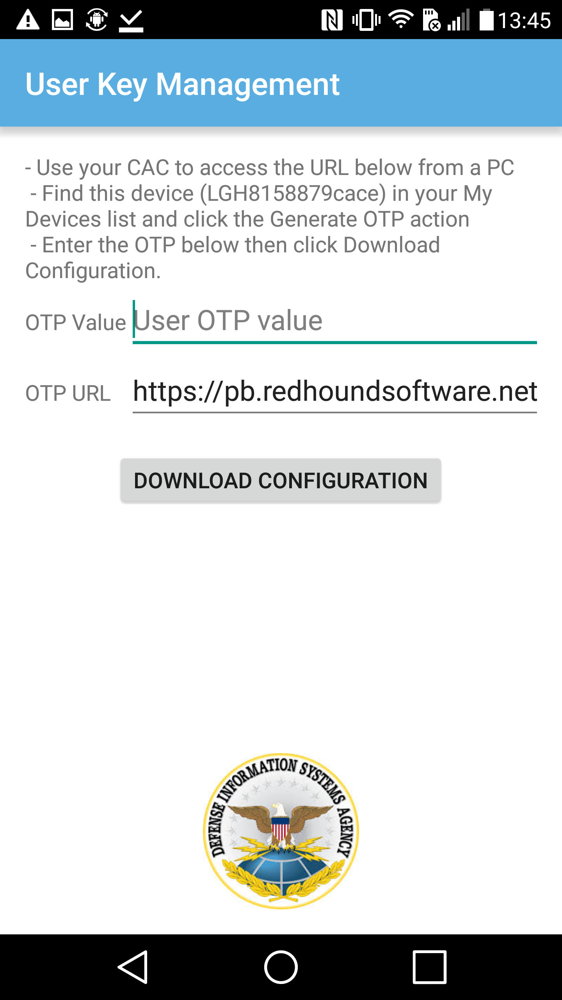 13:45
User Key Management
- Use your CAC to access the URL below from a PC
- Find this device (LGH8158879cace) in your My
Devices list and click the Generate OTP action
- Enter the OTP below then click Download
Configuration.
OTP Value User OTP value
OTP URL https://pb.redhoundsoftware.net
DOWNLOAD CONFIGURATION
DEFENSE INFORMATION SYSTEMS AGENCY